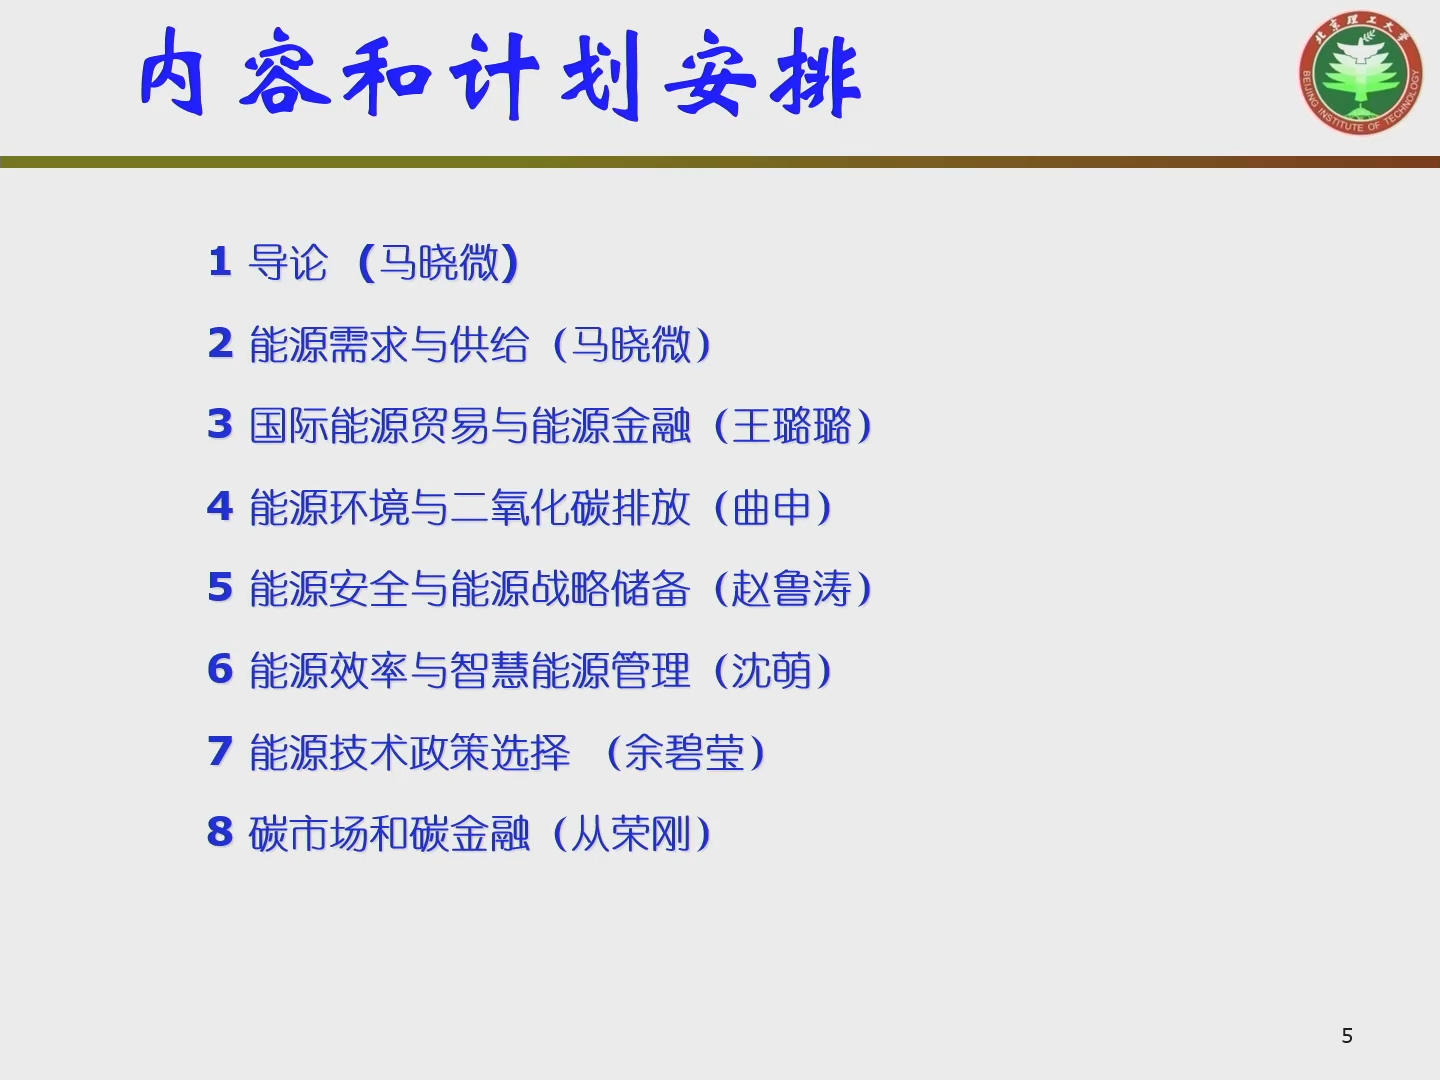 内容和计划安排
北京理工大学
BEIJING INSTITUTE OF TECHNOLOGY
1 导论 (马晓微)
2 能源需求与供给（马晓微）
3 国际能源贸易与能源金融（王璐璐）
4 能源环境与二氧化碳排放（曲申）
5 能源安全与能源战略储备（赵鲁涛）
6 能源效率与智慧能源管理（沈萌）
7 能源技术政策选择 （余碧莹）
8 碳市场和碳金融（从荣刚）
5